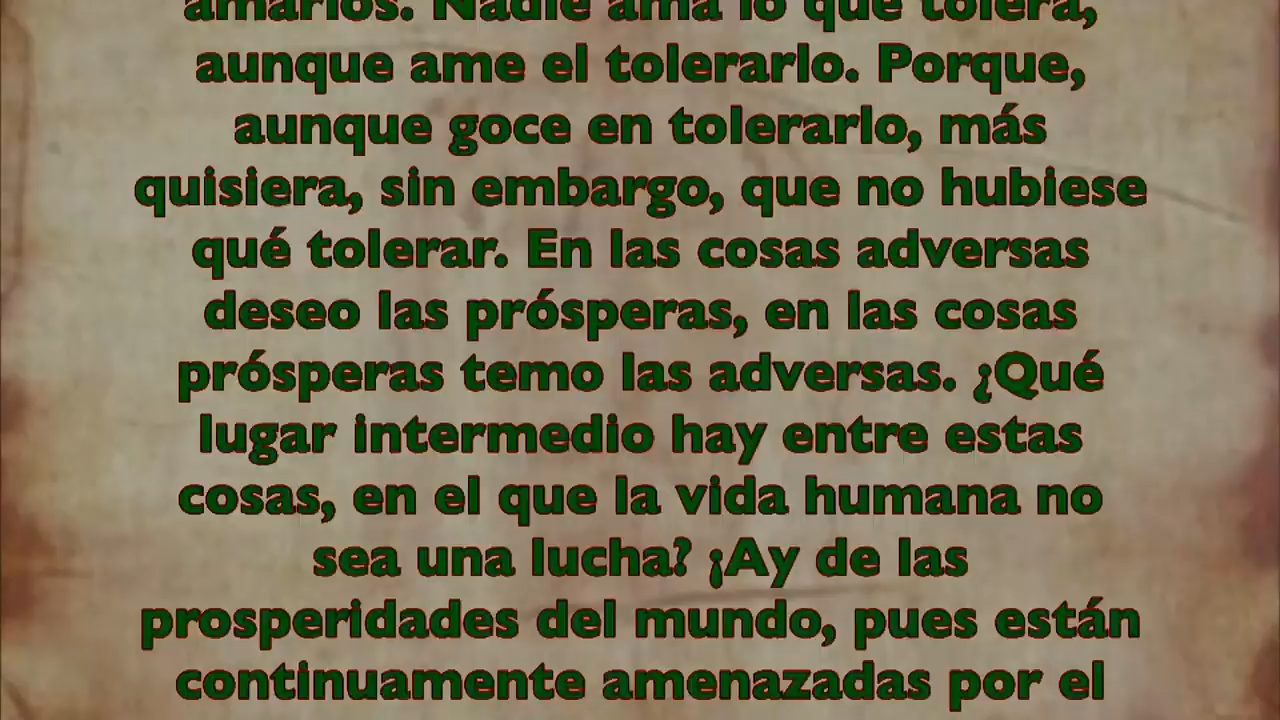 amarlos. Nadie ama lo que tolera,
aunque ame el tolerarlo. Porque,
aunque goce en tolerarlo, más
quisiera, sin embargo, que no hubiese
qué tolerar. En las cosas adversas
deseo las prósperas, en las cosas
prósperas temo las adversas. ¿Qué
lugar intermedio hay entre estas
cosas, en el que la vida humana no
sea una lucha? ¡Ay de las
prosperidades del mundo, pues están
continuamente amenazadas por el